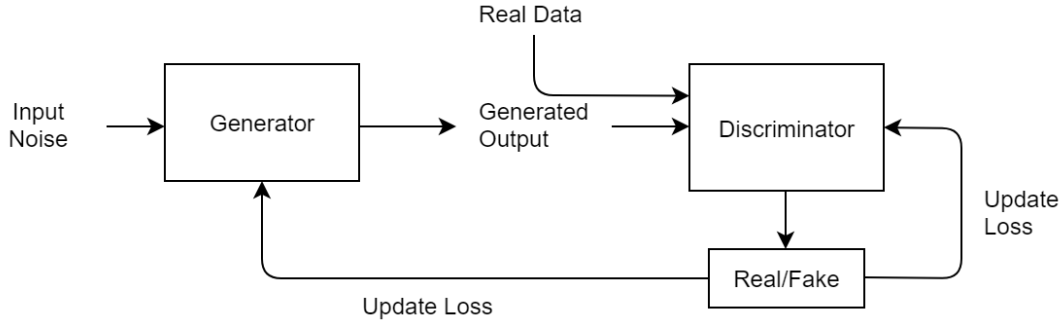 Real Data
Input
Noise
Generator
Generated
Output
Discriminator
Update
Loss
Real/Fake
Update Loss